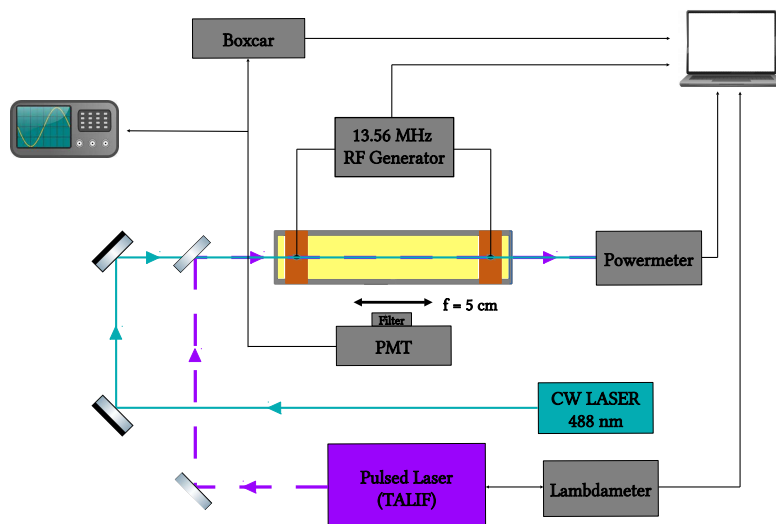 Boxcar
13.56 MHz
RF Generator
Powermeter
f = 5 cm
Filter
PMT
CW LASER
488 nm
Pulsed Laser
(TALIF)
Lambdameter